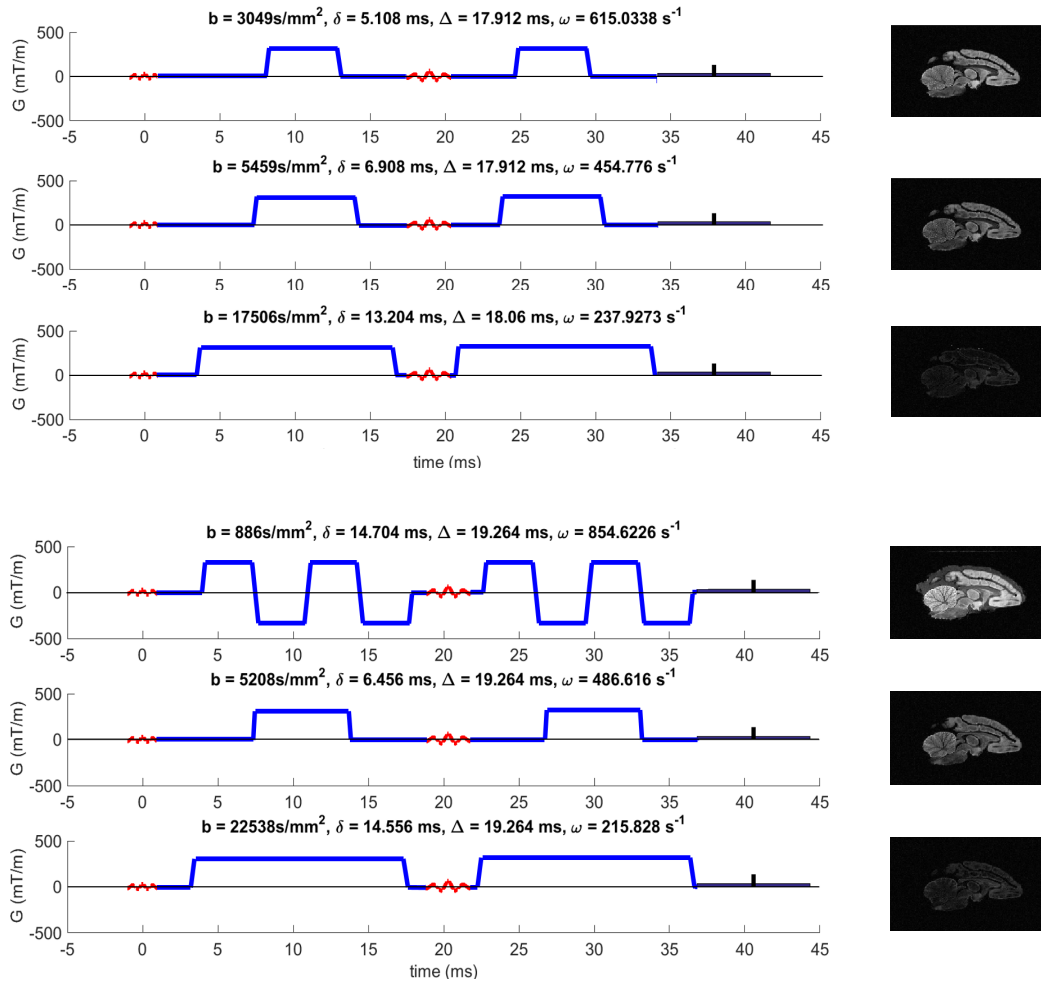 b = 3049s/mm², δ = 5.108 ms, Δ = 17.912 ms, ω = 615.0338 s⁻¹
500
0
-500
G (mT/m)
-5 0 5 10 15 20 25 30 35 40 45
b = 5459s/mm², δ = 6.908 ms, Δ = 17.912 ms, ω = 454.776 s⁻¹
500
0
-500
G (mT/m)
-5 0 5 10 15 20 25 30 35 40 45
b = 17506s/mm², δ = 13.204 ms, Δ = 18.06 ms, ω = 237.9273 s⁻¹
500
0
-500
G (mT/m)
-5 0 5 10 15 20 25 30 35 40 45
time (ms)
b = 886s/mm², δ = 14.704 ms, Δ = 19.264 ms, ω = 854.6226 s⁻¹
500
0
-500
G (mT/m)
-5 0 5 10 15 20 25 30 35 40 45
b = 5208s/mm², δ = 6.456 ms, Δ = 19.264 ms, ω = 486.616 s⁻¹
500
0
-500
G (mT/m)
-5 0 5 10 15 20 25 30 35 40 45
b = 22538s/mm², δ = 14.556 ms, Δ = 19.264 ms, ω = 215.828 s⁻¹
500
0
-500
G (mT/m)
-5 0 5 10 15 20 25 30 35 40 45
time (ms)